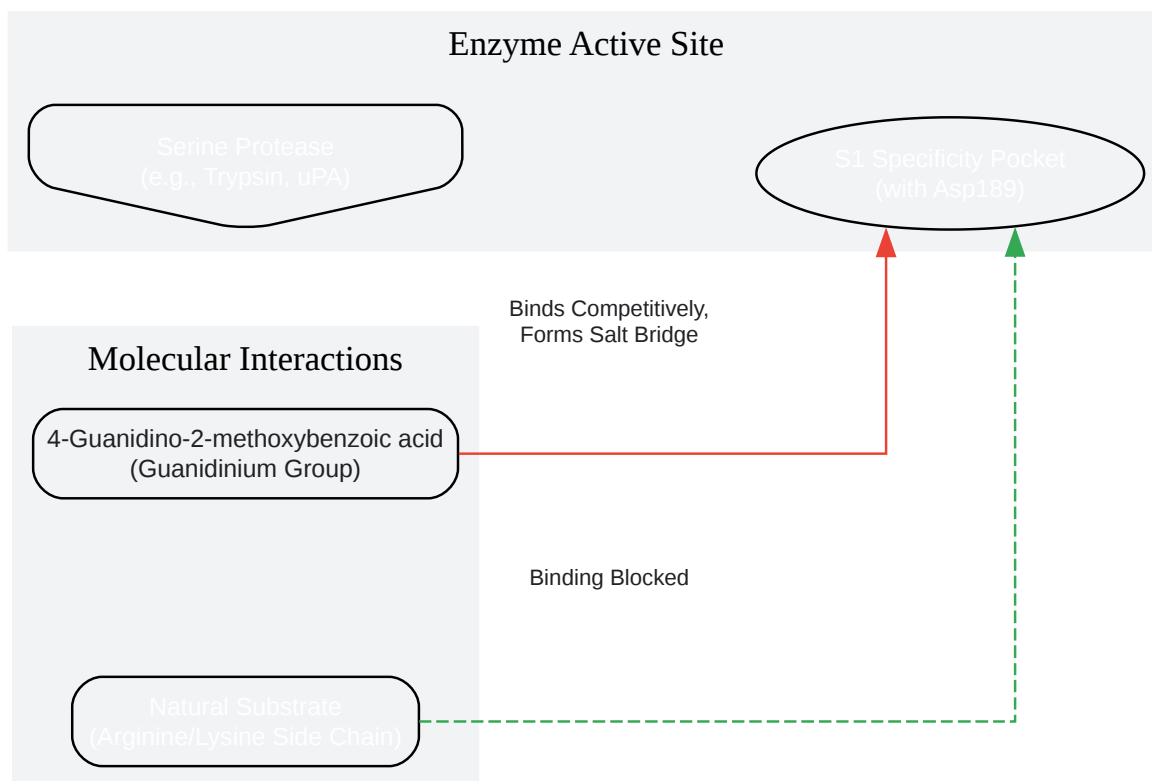 Enzyme Active Site
Serine Protease
(e.g., Trypsin, uPA)
S1 Specificity Pocket
(with Asp189)
Binds Competitively,
Forms Salt Bridge
Molecular Interactions
4-Guanidino-2-methoxybenzoic acid
(Guanidinium Group)
Binding Blocked
Natural Substrate
(Arginine/Lysine Side Chain)